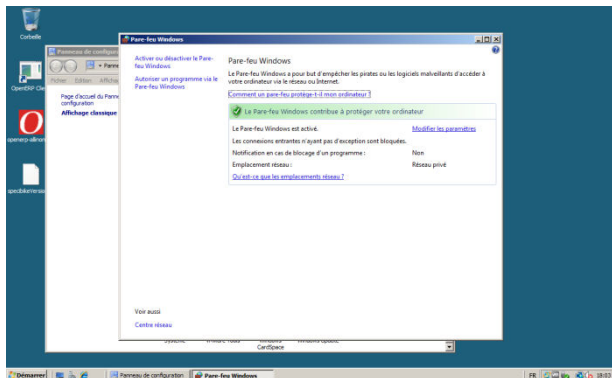 Corbeille
Pare-feu Windows
Panneau de configur
Panne
Fichier Edition Affichag
OpenERP Clie
Page d'accueil du Pann
configuration
Affichage classique
openerp-allinon
specbikeVersio
Activer ou désactiver le Pare-
feu Windows
Autoriser un programme via le
Pare-feu Windows
Pare-feu Windows
Le Pare-feu Windows a pour but d'empêcher les pirates ou les logiciels malveillants d'accéder à
votre ordinateur via le réseau ou Internet.
Comment un pare-feu protège-t-il mon ordinateur ?
Le Pare-feu Windows contribue à protéger votre ordinateur
Le Pare-feu Windows est activé. Modifier les paramètres
Les connexions entrantes n'ayant pas d'exception sont bloquées.
Notification en cas de blocage d'un programme : Non
Emplacement réseau : Réseau privé
Qu'est-ce que les emplacements réseau ?
Voir aussi
Centre réseau
CardSpace
Démarrer Panneau de configuration Pare-feu Windows FR 18:03